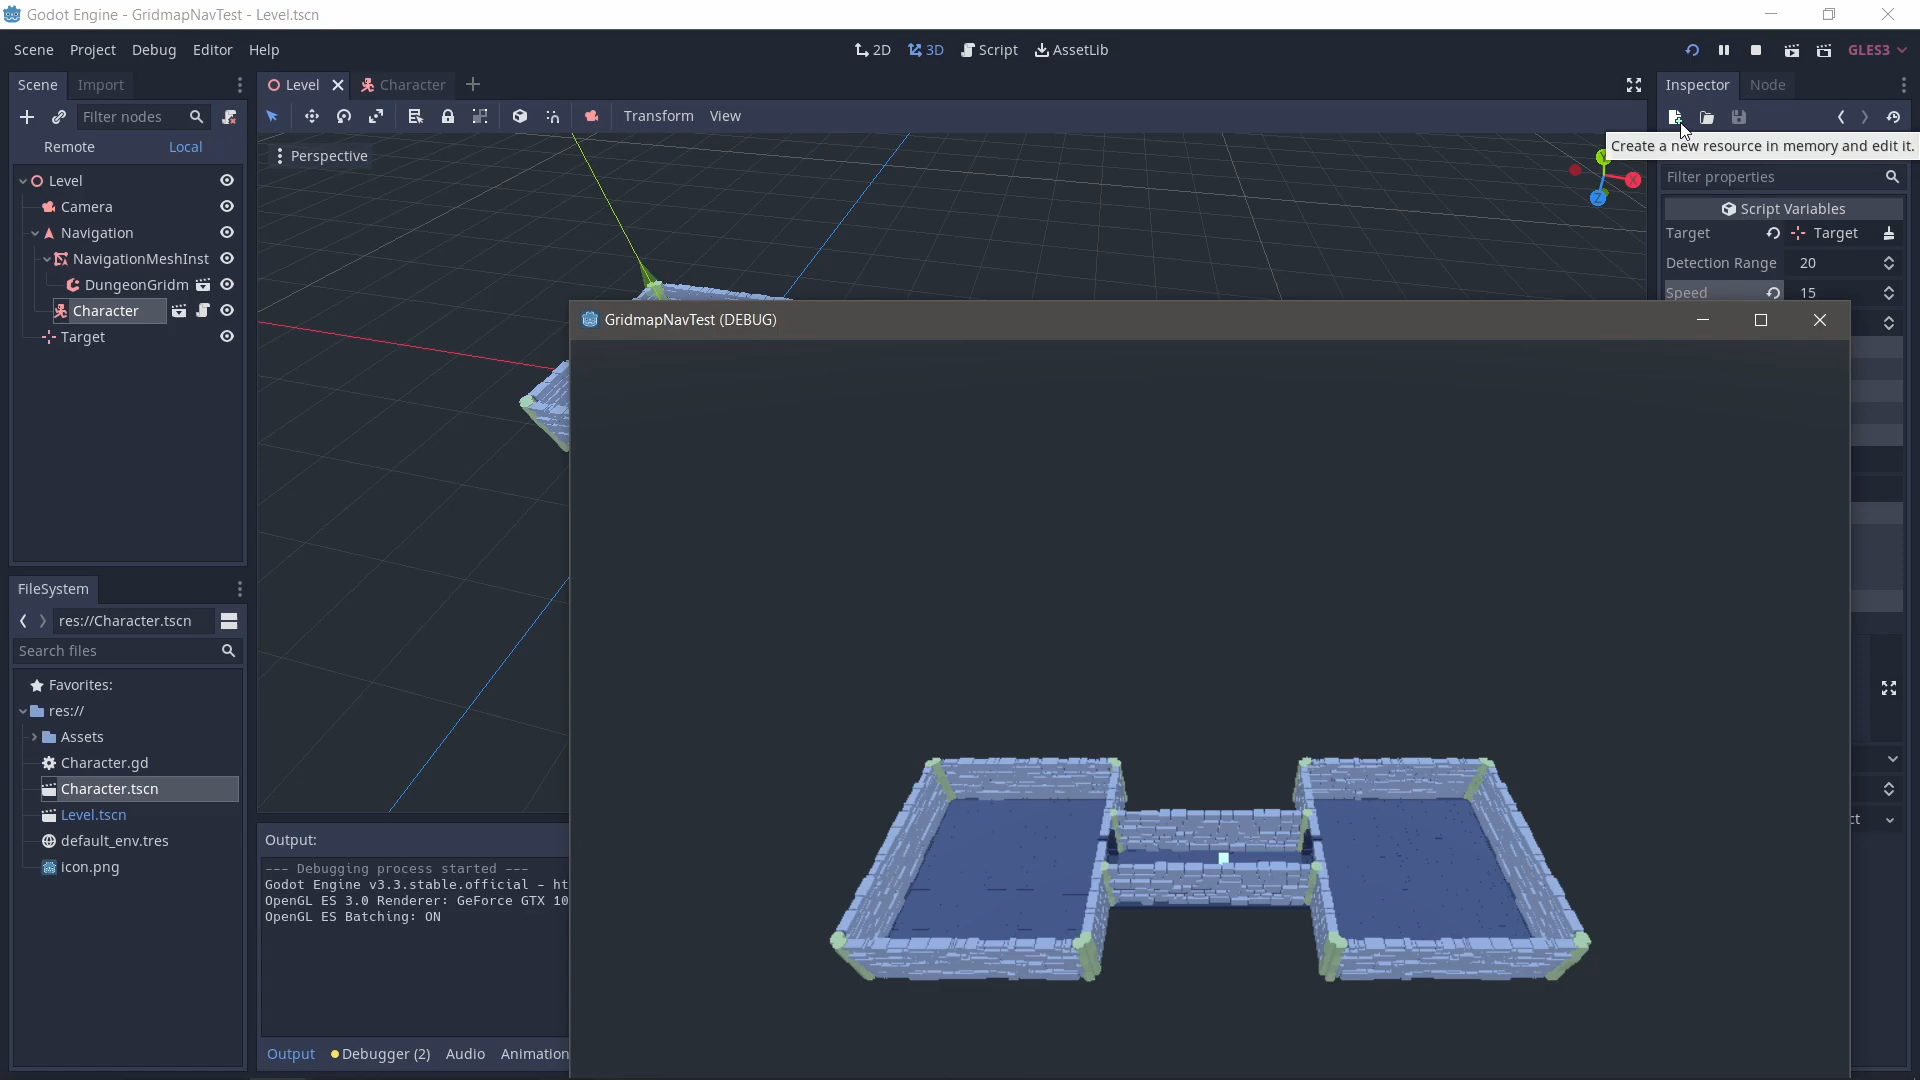 Godot Engine - GridmapNavTest - Level.tscn
Scene Project Debug Editor Help
2D 3D Script AssetLib
GLES3
Scene Import
Level Character
Inspector Node
Filter nodes
Transform View
Remote Local
Perspective
Create a new resource in memory and edit it.
Y
X
Z
Filter properties
Level
Camera
Navigation
NavigationMeshInst
DungeonGridm
Character
Target
Script Variables
Target Target
Detection Range 20
Speed 15
GridmapNavTest (DEBUG)
FileSystem
res://Character.tscn
Search files
Favorites:
res://
Assets
Character.gd
Character.tscn
Level.tscn
default_env.tres
icon.png
Output:
--- Debugging process started ---
Godot Engine v3.3.stable.official - ht
OpenGL ES 3.0 Renderer: GeForce GTX 10
OpenGL ES Batching: ON
ct
Output Debugger (2) Audio Animation